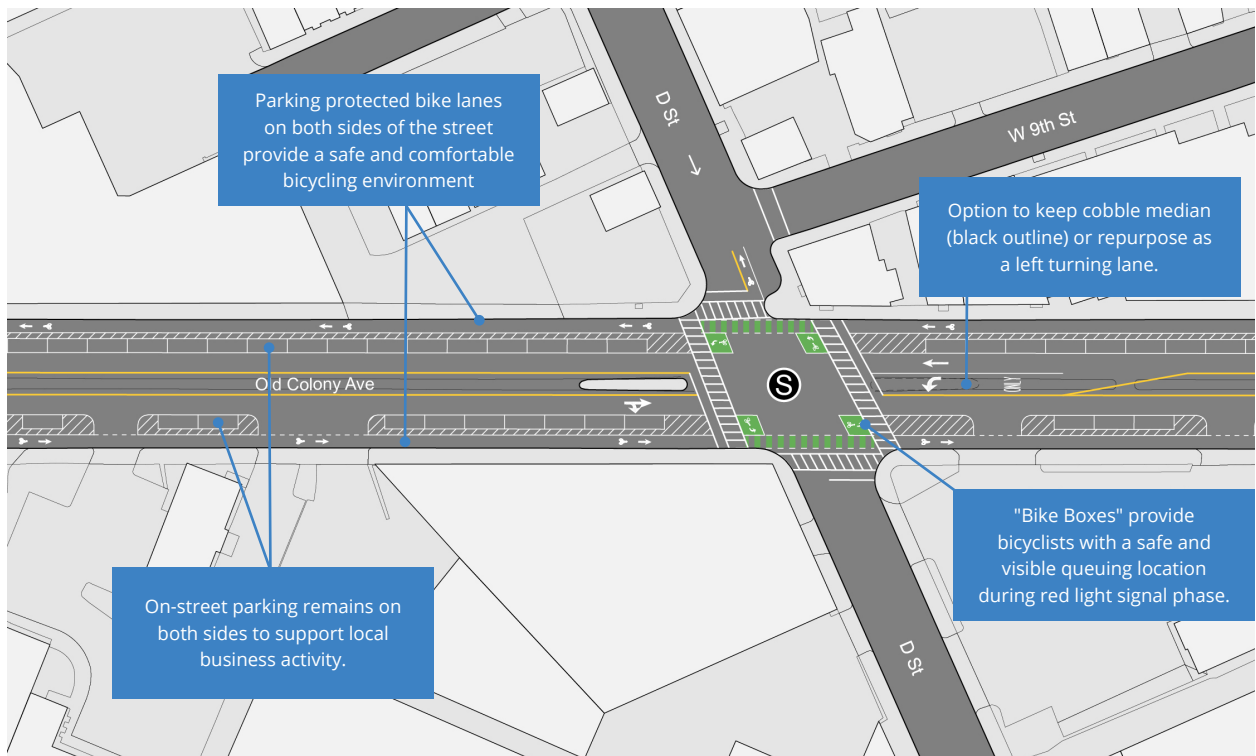 D St
W 9th St
Parking protected bike lanes
on both sides of the street
provide a safe and comfortable
bicycling environment
Option to keep cobble median
(black outline) or repurpose as
a left turning lane.
Old Colony Ave
S
ONLY
"Bike Boxes" provide
bicyclists with a safe and
visible queuing location
during red light signal phase.
On-street parking remains on
both sides to support local
business activity.
D St